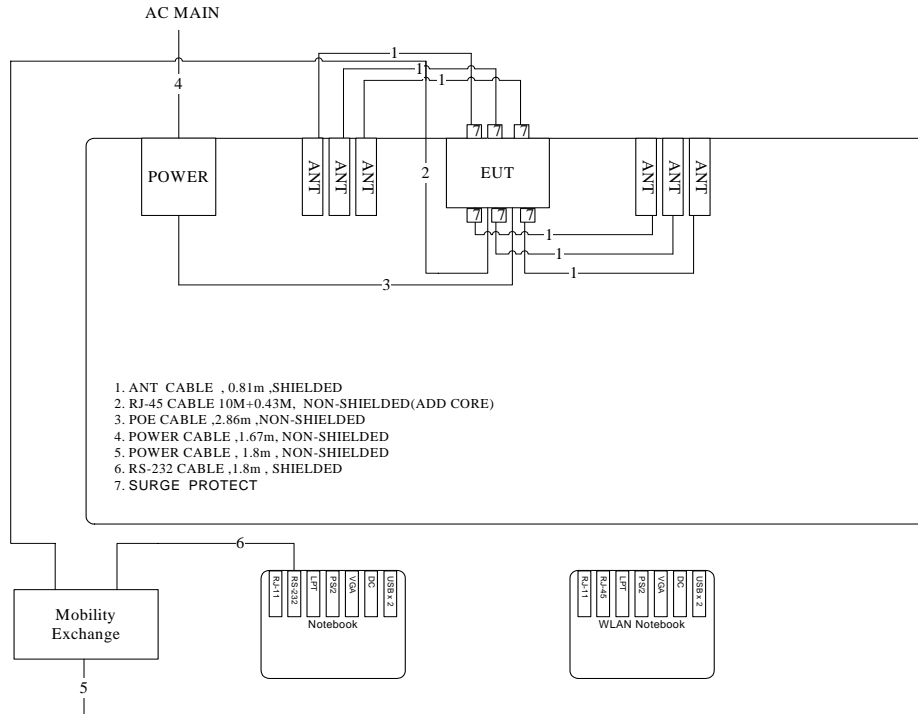 AC MAIN
1
1
1
4
7 7 7
POWER
ANT ANT ANT
2
EUT
ANT ANT ANT
7 7 7
1
1
1
3
1. ANT CABLE , 0.81m ,SHIELDED
2. RJ-45 CABLE 10M+0.43M, NON-SHIELDED(ADD CORE)
3. POE CABLE ,2.86m ,NON-SHIELDED
4. POWER CABLE ,1.67m, NON-SHIELDED
5. POWER CABLE , 1.8m , NON-SHIELDED
6. RS-232 CABLE ,1.8m , SHIELDED
7. SURGE PROTECT
6
RJ-11 RS-232 LPT PS/2 VGA DC USB x 2
Notebook
RJ-11 RJ-45 LPT PS/2 VGA DC USB x 2
WLAN Notebook
Mobility
Exchange
5